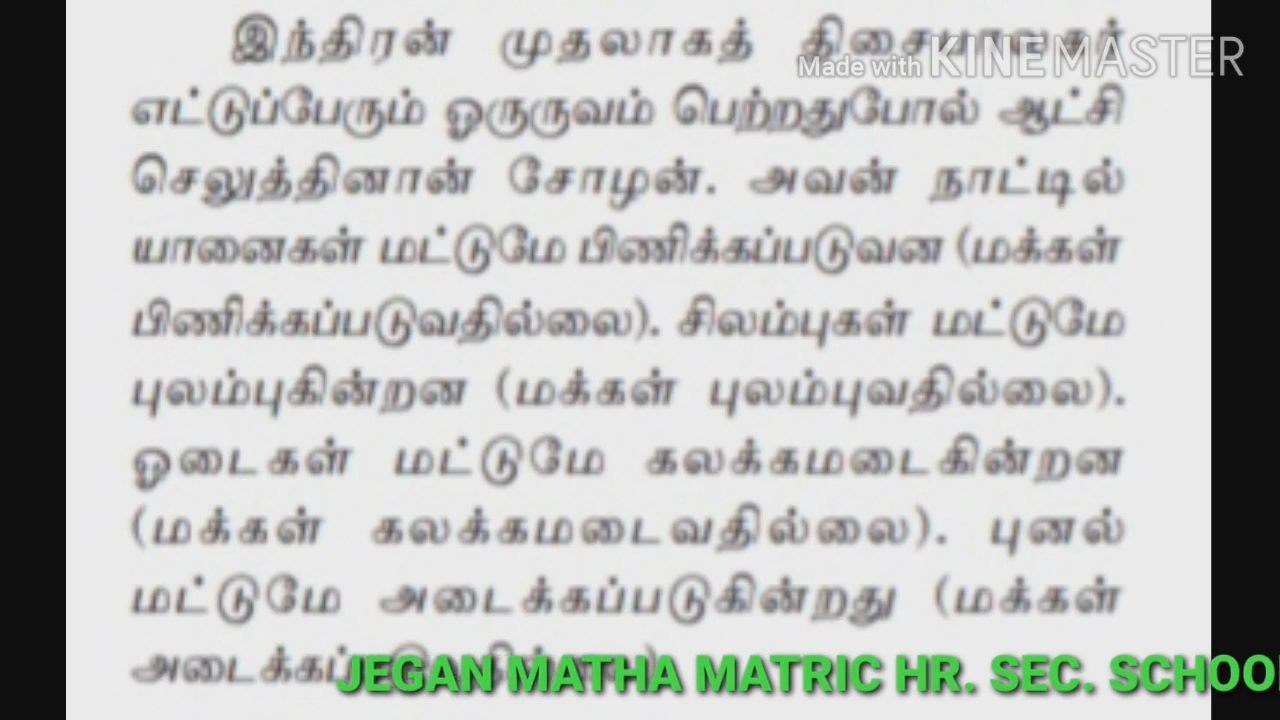 இந்திரன் முதலாகத் திசைபாலகர்
Made with KINEMASTER
எட்டுப்பேரும் ஓருருவம் பெற்றதுபோல் ஆட்சி
செலுத்தினான் சோழன். அவன் நாட்டில்
யானைகள் மட்டுமே பிணிக்கப்படுவன (மக்கள்
பிணிக்கப்படுவதில்லை). சிலம்புகள் மட்டுமே
புலம்புகின்றன (மக்கள் புலம்புவதில்லை).
ஓடைகள் மட்டுமே கலக்கமடைகின்றன
(மக்கள் கலக்கமடைவதில்லை). புனல்
மட்டுமே அடைக்கப்படுகின்றது (மக்கள்
JEGAN MATHA MATRIC HR. SEC. SCHOOL